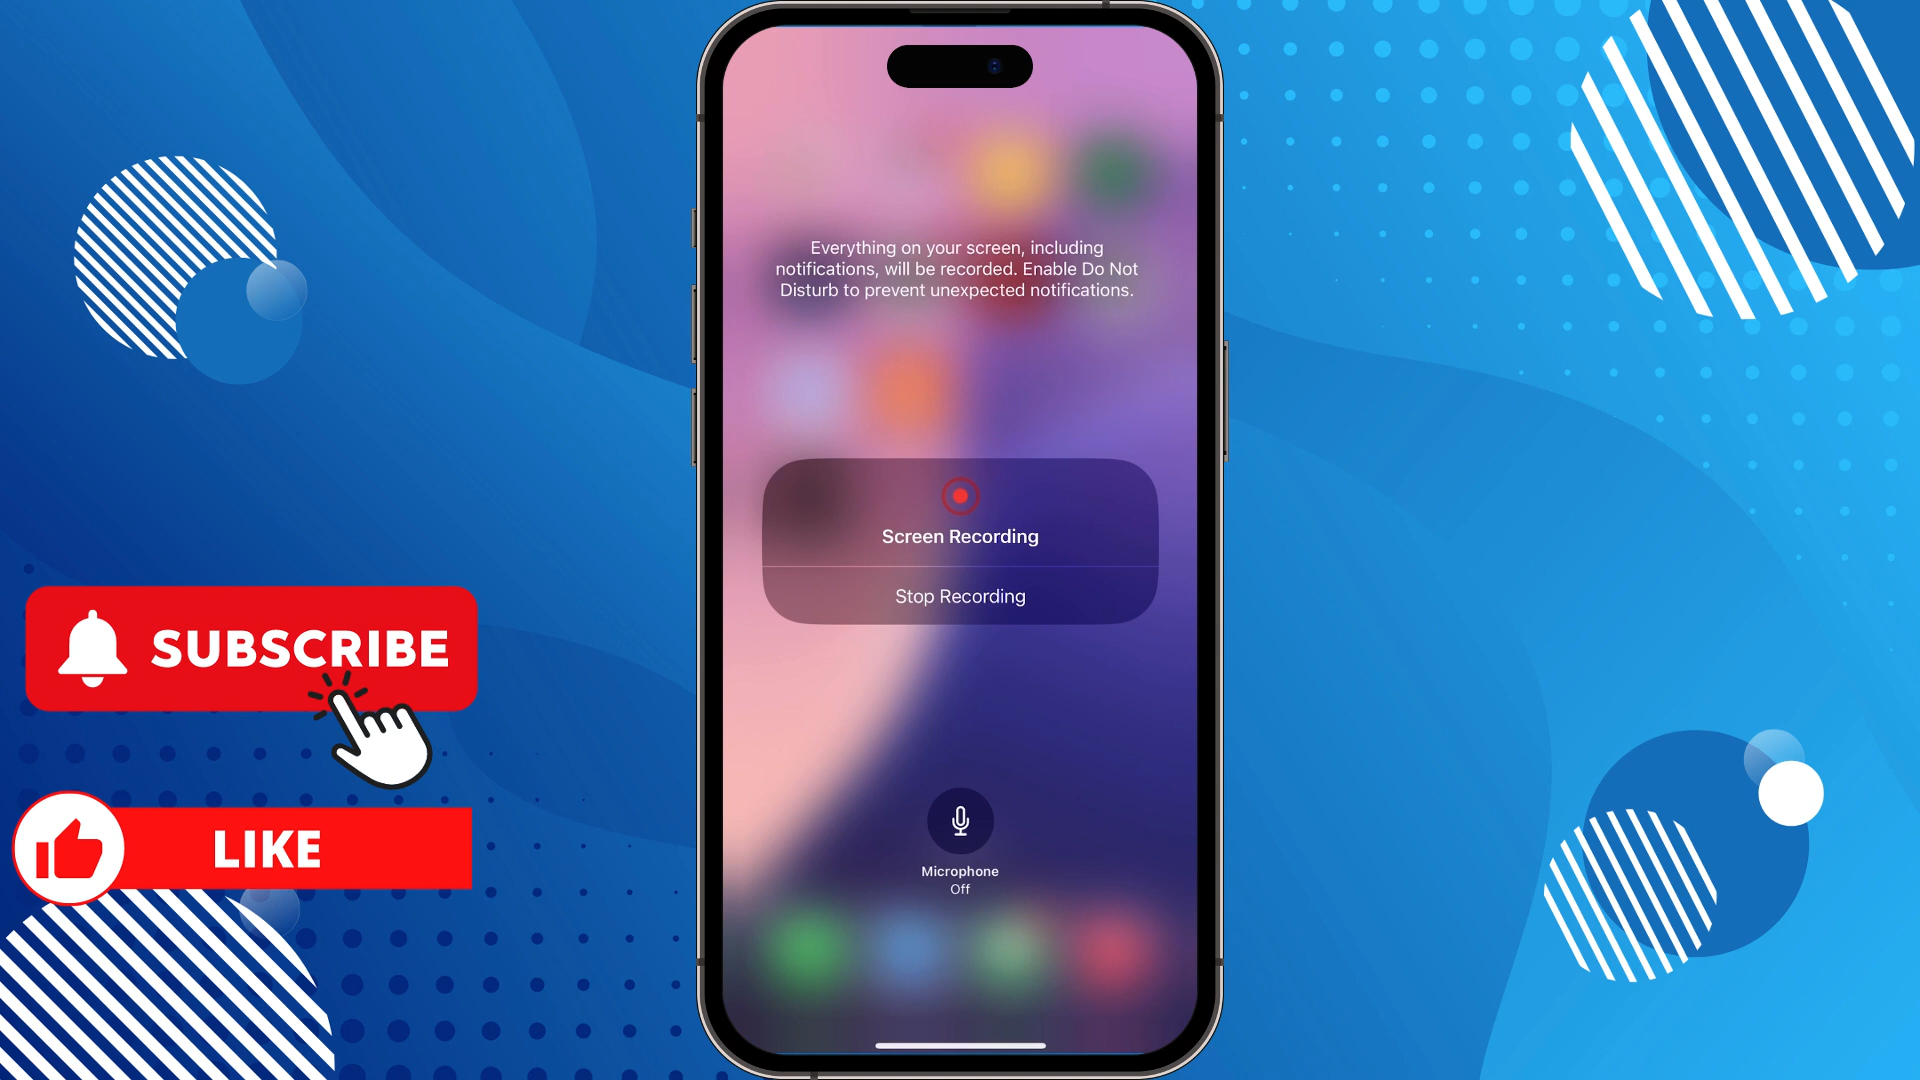 Everything on your screen, including
notifications, will be recorded. Enable Do Not
Disturb to prevent unexpected notifications.
Screen Recording
Stop Recording
SUBSCRIBE
LIKE
Microphone
Off